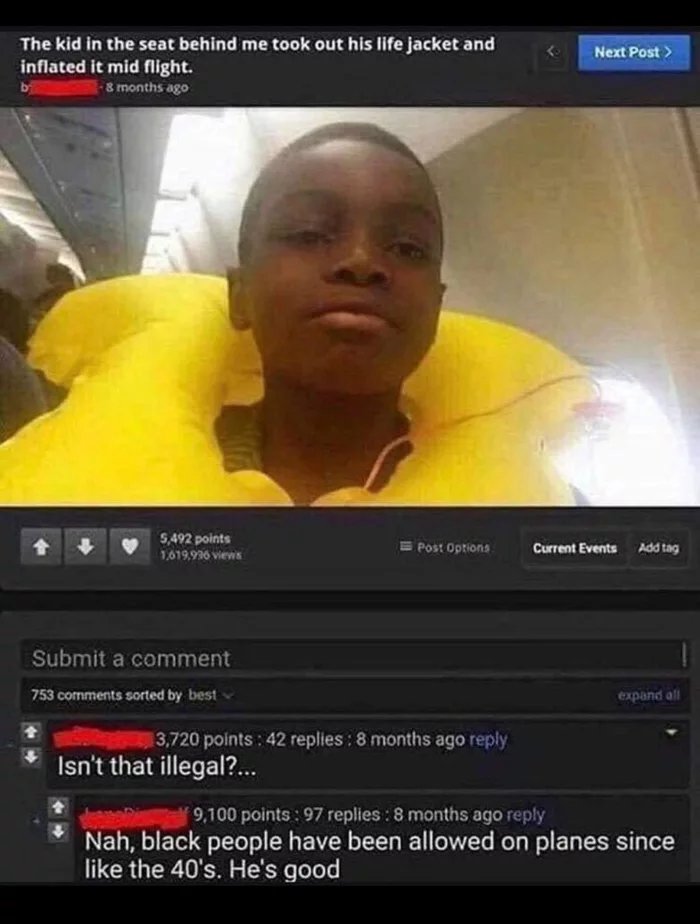 The kid in the seat behind me took out his life jacket and
inflated it mid flight.
Next Post >
8 months ago
5,492 points
1,619,996 views
Post Options
Current Events
Add tag
Submit a comment
753 comments sorted by best
expand all
3,720 points : 42 replies : 8 months ago reply
Isn't that illegal?...
9,100 points : 97 replies : 8 months ago reply
Nah, black people have been allowed on planes since
like the 40's. He's good